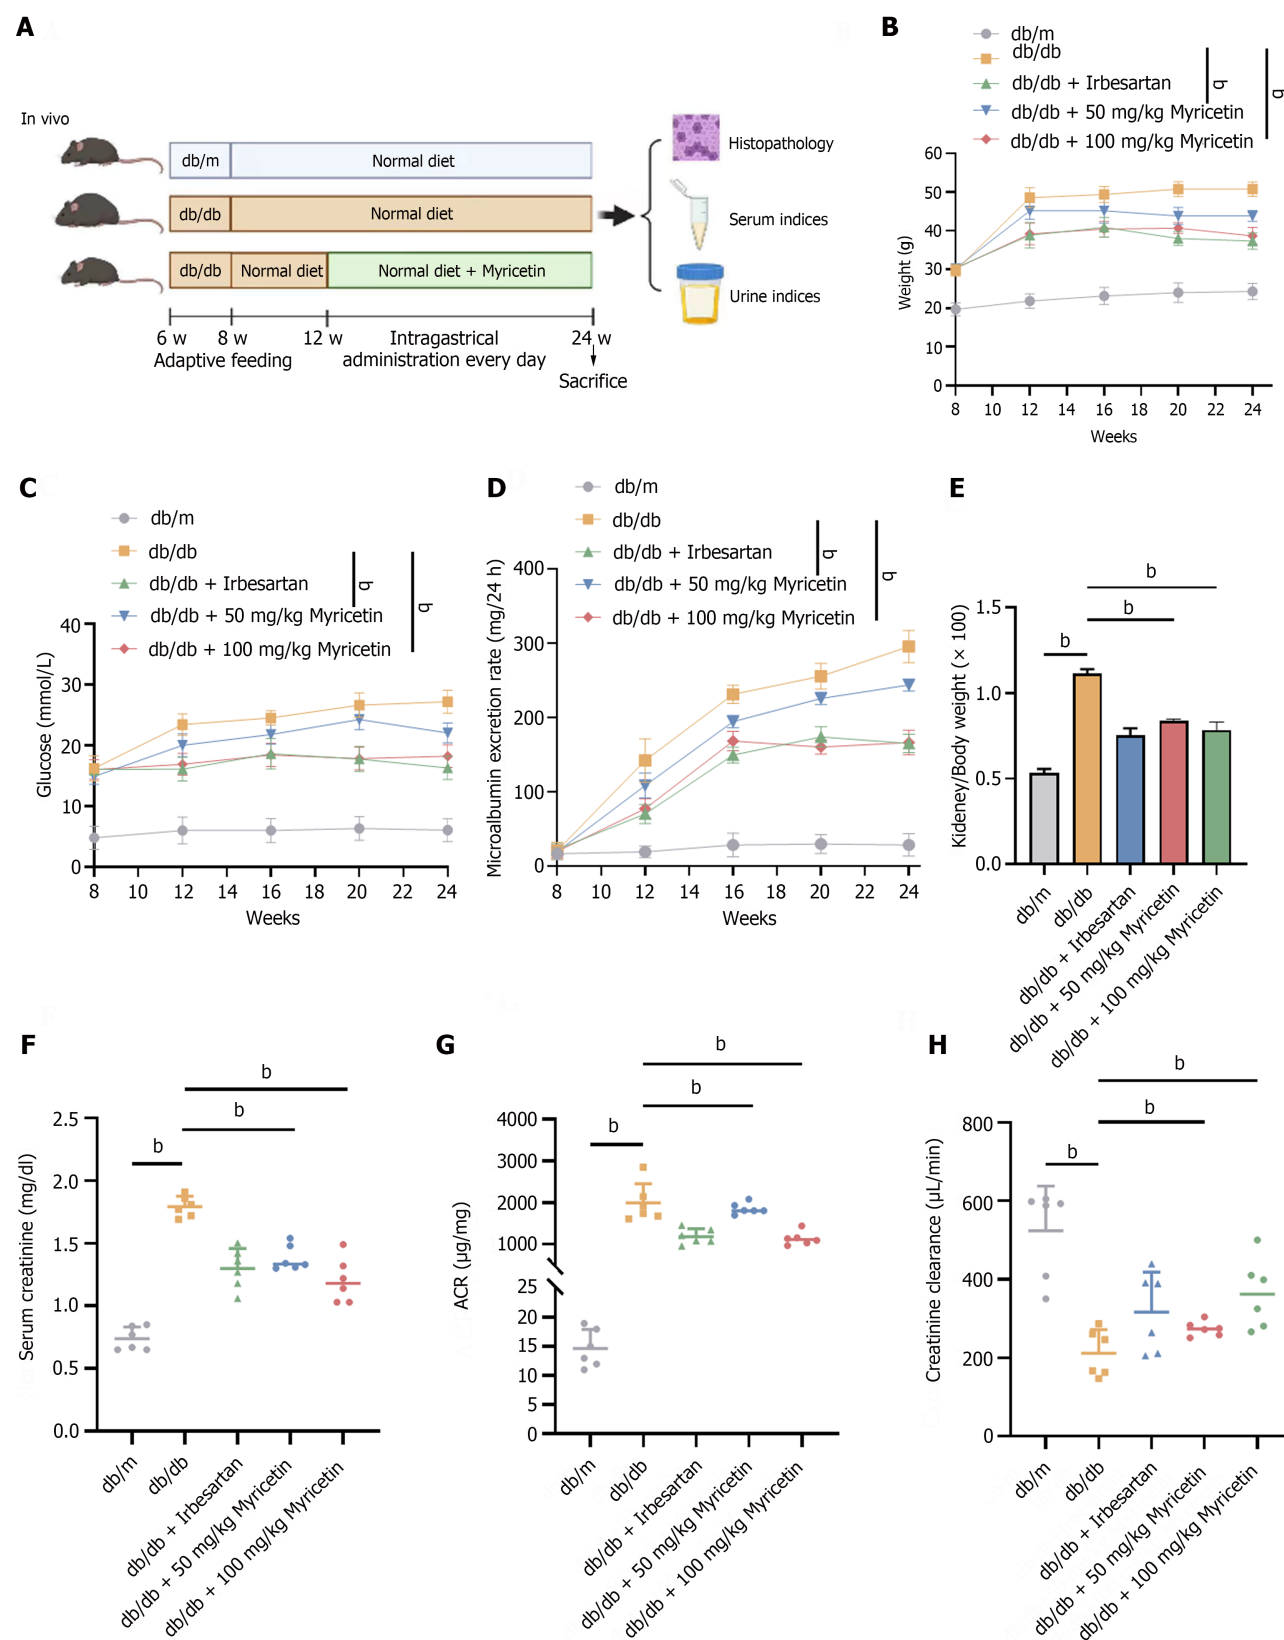 A
In vivo
db/m
Normal diet
db/db
Normal diet
db/db
Normal diet
Normal diet + Myricetin
6 w
8 w
12 w
24 w
Adaptive feeding
Intragastrical
administration every day
Sacrifice
Histopathology
Serum indices
Urine indices
B
db/m
db/db
db/db + Irbesartan
db/db + 50 mg/kg Myricetin
db/db + 100 mg/kg Myricetin
b
b
Weight (g)
60
50
40
30
20
10
0
8 10 12 14 16 18 20 22 24
Weeks
C
db/m
db/db
db/db + Irbesartan
db/db + 50 mg/kg Myricetin
db/db + 100 mg/kg Myricetin
b
b
Glucose (mmol/L)
40
30
20
10
0
8 10 12 14 16 18 20 22 24
Weeks
D
db/m
db/db
db/db + Irbesartan
db/db + 50 mg/kg Myricetin
db/db + 100 mg/kg Myricetin
b
b
Microalbumin excretion rate (mg/24 h)
400
300
200
100
0
8 10 12 14 16 18 20 22 24
Weeks
E
b
b
b
Kideney/Body weight (× 100)
1.5
1.0
0.5
0.0
db/m
db/db
db/db + Irbesartan
db/db + 50 mg/kg Myricetin
db/db + 100 mg/kg Myricetin
F
b
b
b
Serum creatinine (mg/dl)
2.5
2.0
1.5
1.0
0.5
0.0
db/m
db/db
db/db + Irbesartan
db/db + 50 mg/kg Myricetin
db/db + 100 mg/kg Myricetin
G
b
b
b
ACR (μg/mg)
4000
3000
2000
1000
25
20
15
10
5
0
db/m
db/db
db/db + Irbesartan
db/db + 50 mg/kg Myricetin
db/db + 100 mg/kg Myricetin
H
b
b
b
Creatinine clearance (μL/min)
800
600
400
200
0
db/m
db/db
db/db + Irbesartan
db/db + 50 mg/kg Myricetin
db/db + 100 mg/kg Myricetin